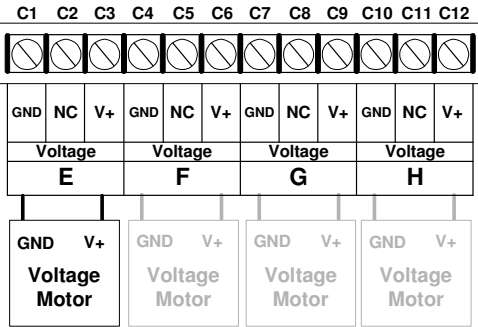 C1 C2 C3 C4 C5 C6 C7 C8 C9 C10 C11 C12
GND NC V+ GND NC V+ GND NC V+ GND NC V+
Voltage Voltage Voltage Voltage
E F G H
GND V+ GND V+ GND V+ GND V+
Voltage Voltage Voltage Voltage
Motor Motor Motor Motor